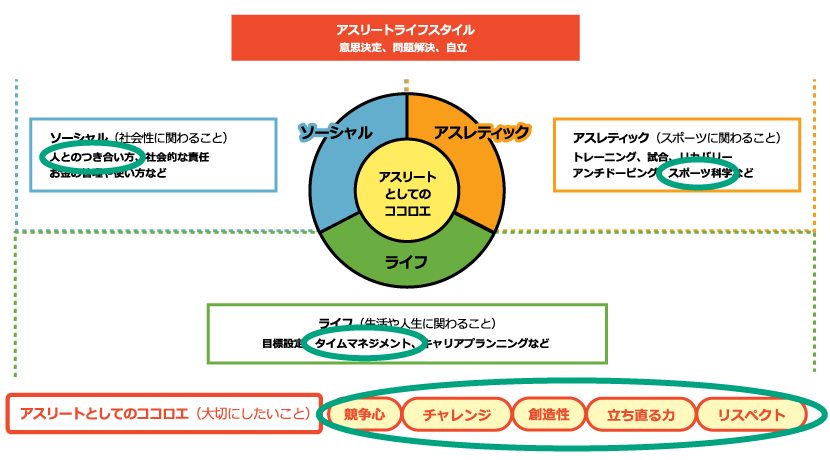 アスリートライフスタイル
意思決定、問題解決、自立
ソーシャル
アスレティック
ソーシャル（社会性に関わること）
人とのつき合い方、社会的な責任
お金の管理や使い方など
アスレティック（スポーツに関わること）
トレーニング、試合、リカバリー
アンチドーピング、スポーツ科学など
アスリート
としての
ココロエ
ライフ
ライフ（生活や人生に関わること）
目標設定、タイムマネジメント、キャリアプランニングなど
アスリートとしてのココロエ（大切にしたいこと）
競争心
チャレンジ
創造性
立ち直る力
リスペクト